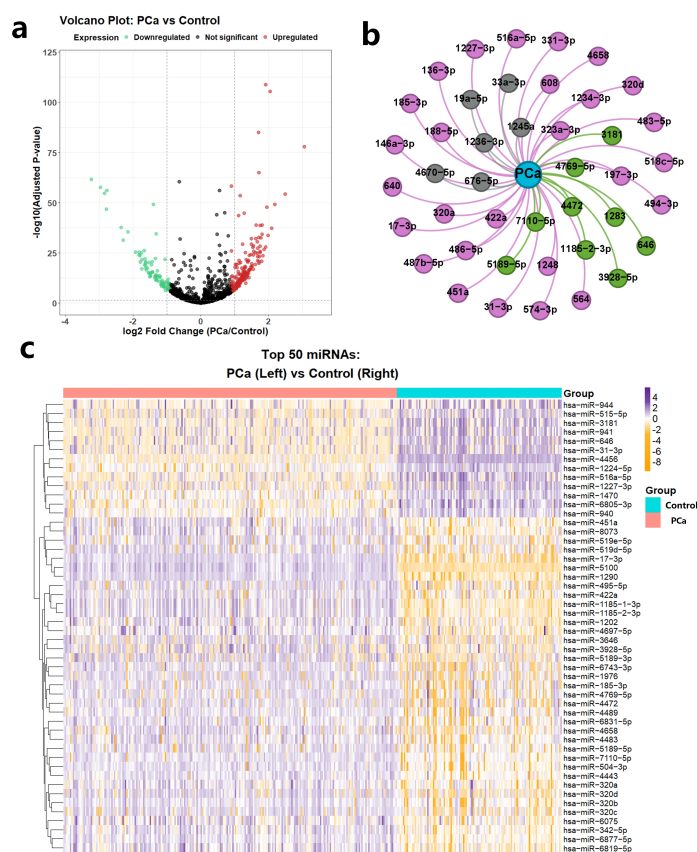 a
Volcano Plot: PCa vs Control
Expression Downregulated Not significant Upregulated
125
100
75
50
25
0
-log10(Adjusted P-value)
-4 -2 0 2
log2 Fold Change (PCa/Control)
b
516a-5p
331-3p
1227-3p
4658
136-3p
33a-3p
608
320d
19a-5p
1234-3p
185-3p
483-5p
1245a
188-5p
323a-3p
3181
1236-3p
146a-3p
518c-5p
4769-5p
4670-5p
PCa
197-3p
676-5p
640
494-3p
4472
320a
422a
7110-5p
1283
17-3p
646
486-5p
1185-2-3p
487b-5p
5189-5p
1248
3928-5p
451a
564
31-3p
574-3p
c
Top 50 miRNAs:
PCa (Left) vs Control (Right)
Group
hsa-miR-944
hsa-miR-515-5p
hsa-miR-3181
hsa-miR-941
hsa-miR-646
hsa-miR-31-3p
hsa-miR-4456
hsa-miR-1224-5p
hsa-miR-516a-5p
hsa-miR-1227-3p
hsa-miR-1470
hsa-miR-6805-3p
hsa-miR-940
hsa-miR-451a
hsa-miR-8073
hsa-miR-519e-5p
hsa-miR-519d-5p
hsa-miR-17-3p
hsa-miR-5100
hsa-miR-1290
hsa-miR-495-5p
hsa-miR-422a
hsa-miR-1185-1-3p
hsa-miR-1185-2-3p
hsa-miR-1202
hsa-miR-4697-5p
hsa-miR-3646
hsa-miR-3928-5p
hsa-miR-5189-3p
hsa-miR-6743-3p
hsa-miR-1976
hsa-miR-185-3p
hsa-miR-4769-5p
hsa-miR-4472
hsa-miR-4489
hsa-miR-6831-5p
hsa-miR-4658
hsa-miR-4483
hsa-miR-5189-5p
hsa-miR-7110-5p
hsa-miR-504-3p
hsa-miR-4443
hsa-miR-320a
hsa-miR-320d
hsa-miR-320b
hsa-miR-320c
hsa-miR-6075
hsa-miR-342-5p
hsa-miR-6877-5p
hsa-miR-6819-5p
4
2
0
-2
-4
-6
-8
Group
Control
PCa